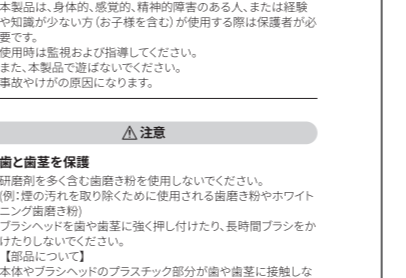 本製品は、身体的、感覚的、精神的障害のある人、または経験
や知識が少ない方（お子様を含む）が使用する際は保護者が必
要です。
使用時は監視および指導してください。
また、本製品で遊ばないでください。
事故やけがの原因になります。
⚠ 注意
歯と歯茎を保護
研磨剤を多く含む歯磨き粉を使用しないでください。
(例：煙の汚れを取り除くために使用される歯磨き粉やホワイト
ニング歯磨き粉)
ブラシヘッドを歯や歯茎に強く押し付けたり、長時間ブラシをか
けたりしないでください。
【部品について】
本体やブラシヘッドのプラスチック部分が歯や歯茎に接触しな